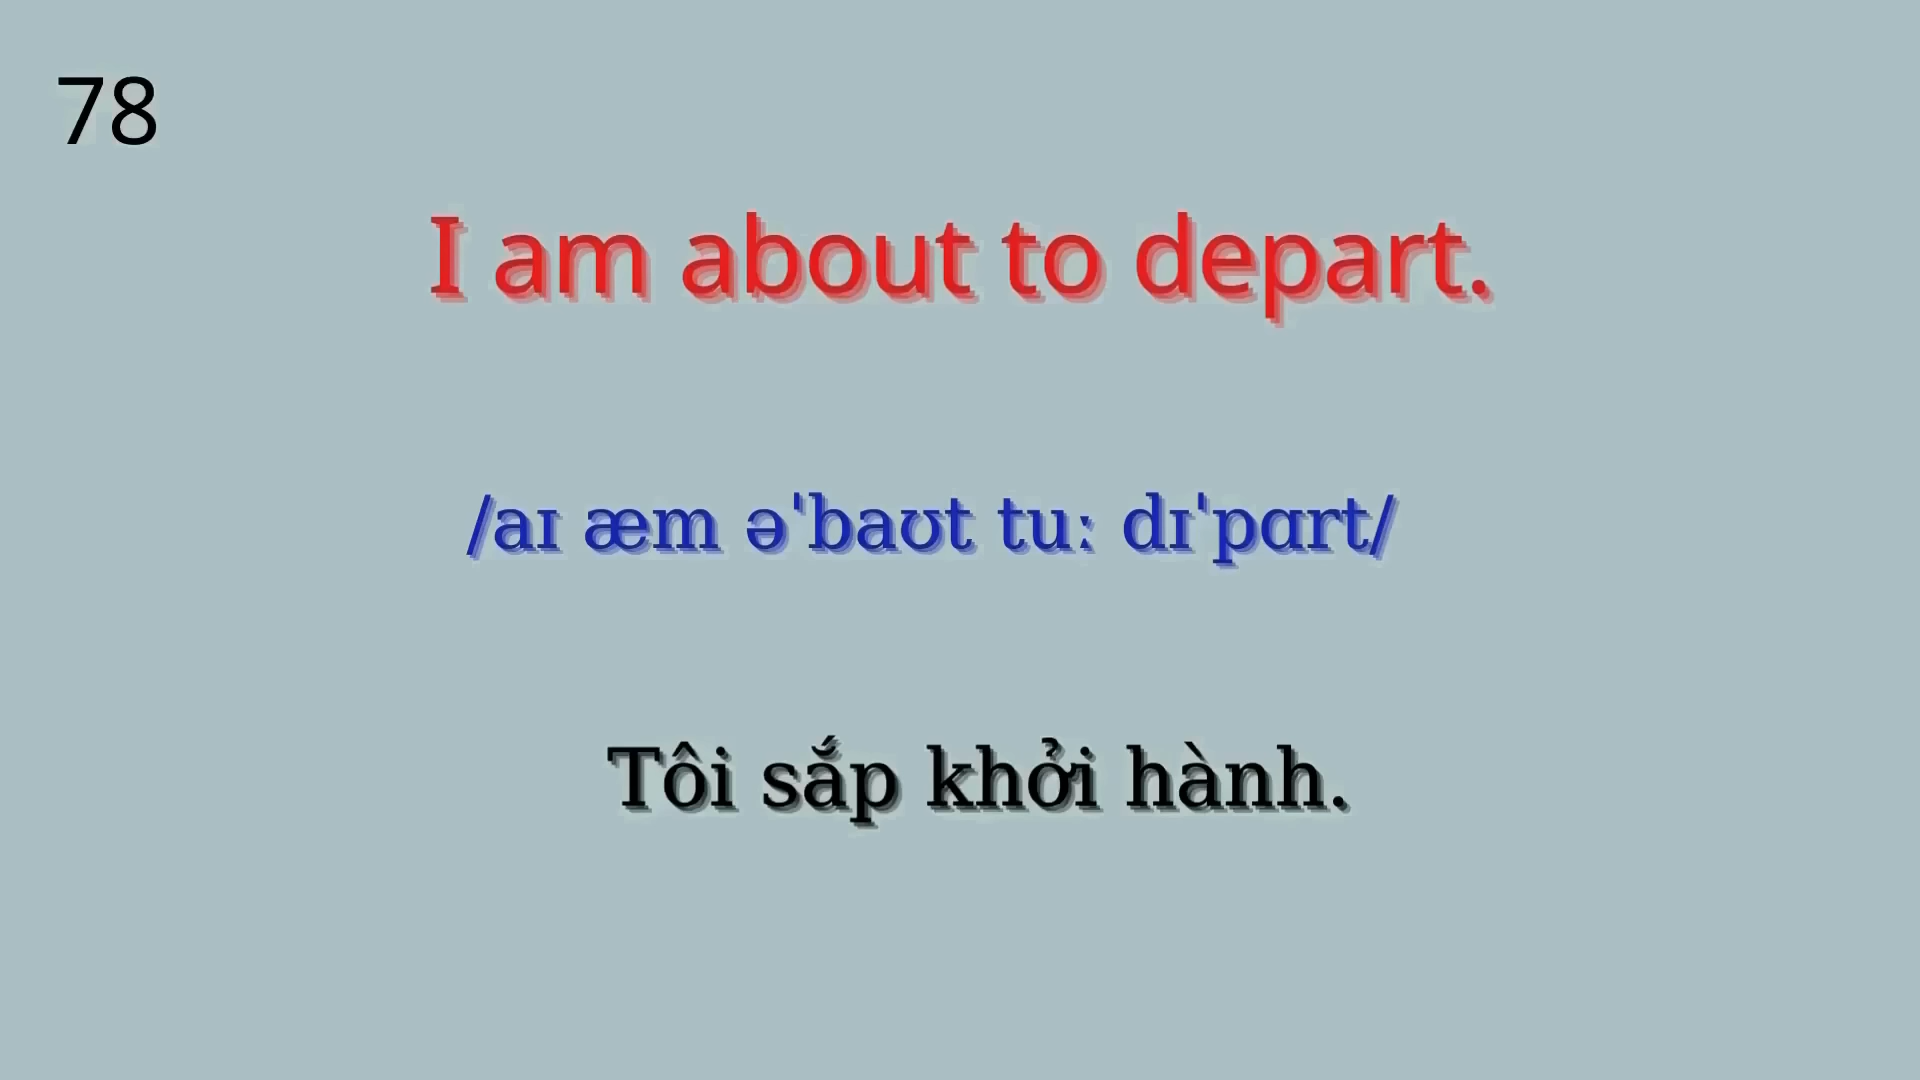 78
I am about to depart.
/aɪ æm əˈbaʊt tuː dɪˈpɑrt/
Tôi sắp khởi hành.